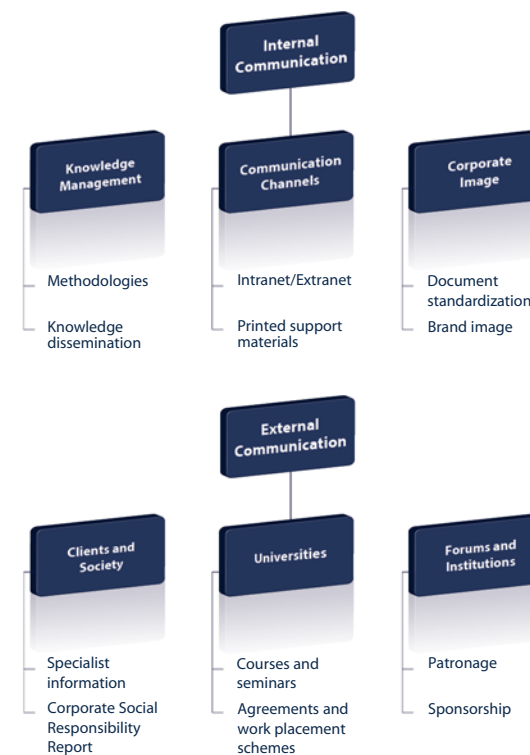 Internal
Communication
Knowledge
Management
Communication
Channels
Corporate
Image
Methodologies
Knowledge
dissemination
Intranet/Extranet
Printed support
materials
Document
standardization
Brand image
External
Communication
Clients and
Society
Universities
Forums and
Institutions
Specialist
information
Corporate Social
Responsibility
Report
Courses and
seminars
Agreements and
work placement
schemes
Patronage
Sponsorship